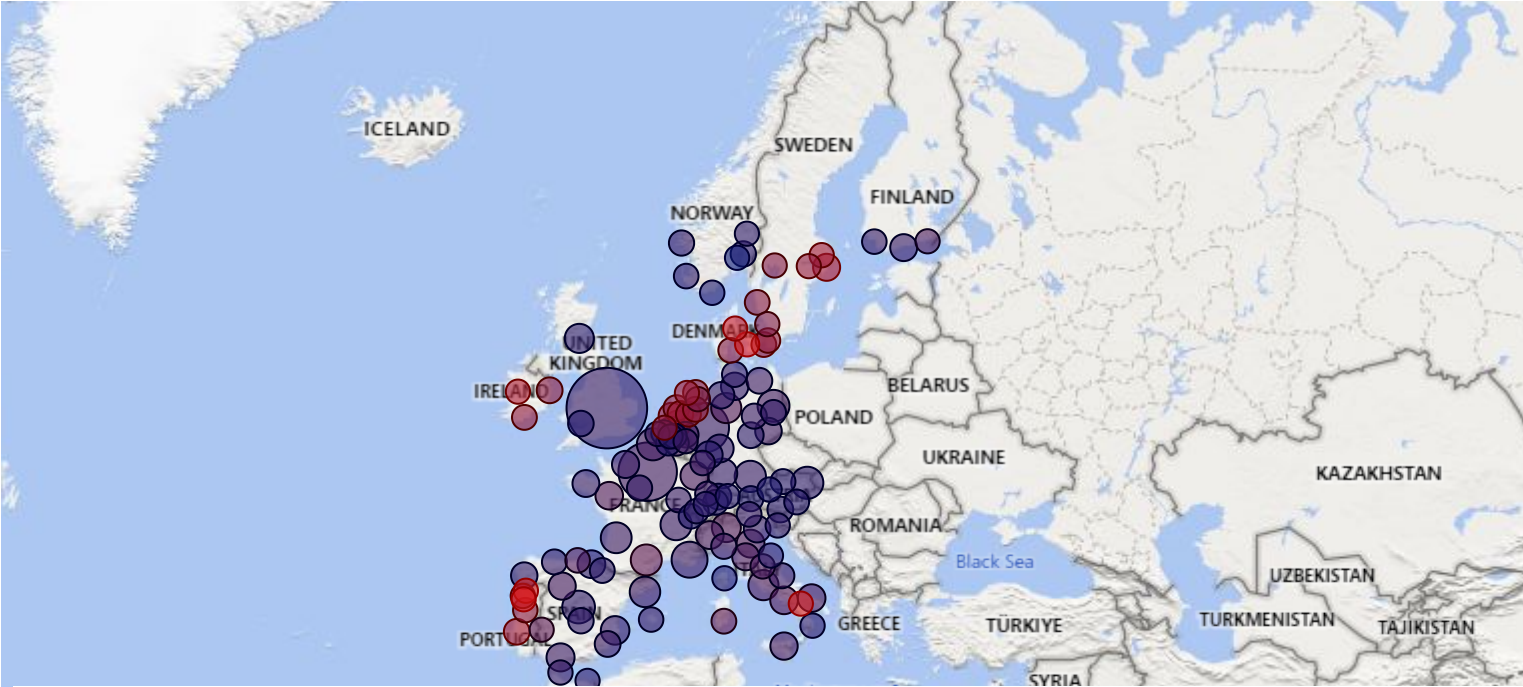 ICELAND
SWEDEN
FINLAND
NORWAY
DENMARK
UNITED
KINGDOM
IRELAND
BELARUS
POLAND
UKRAINE
KAZAKHSTAN
AUSTRIA
FRANCE
ROMANIA
Black Sea
UZBEKISTAN
SPAIN
TURKMENISTAN
TAJIKISTAN
GREECE
TÜRKIYE
PORTUGAL
SYRIA